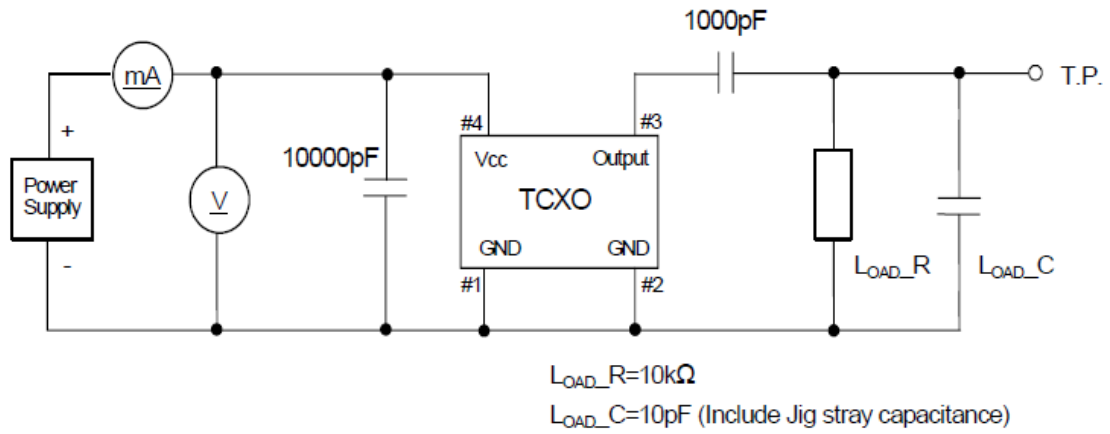 1000pF
mA
T.P.
+
#4
#3
10000pF
Vcc
Output
Power
Supply
V
TCXO
-
GND
GND
#1
#2
LOAD_R
LOAD_C
LOAD_R=10kΩ
LOAD_C=10pF (Include Jig stray capacitance)